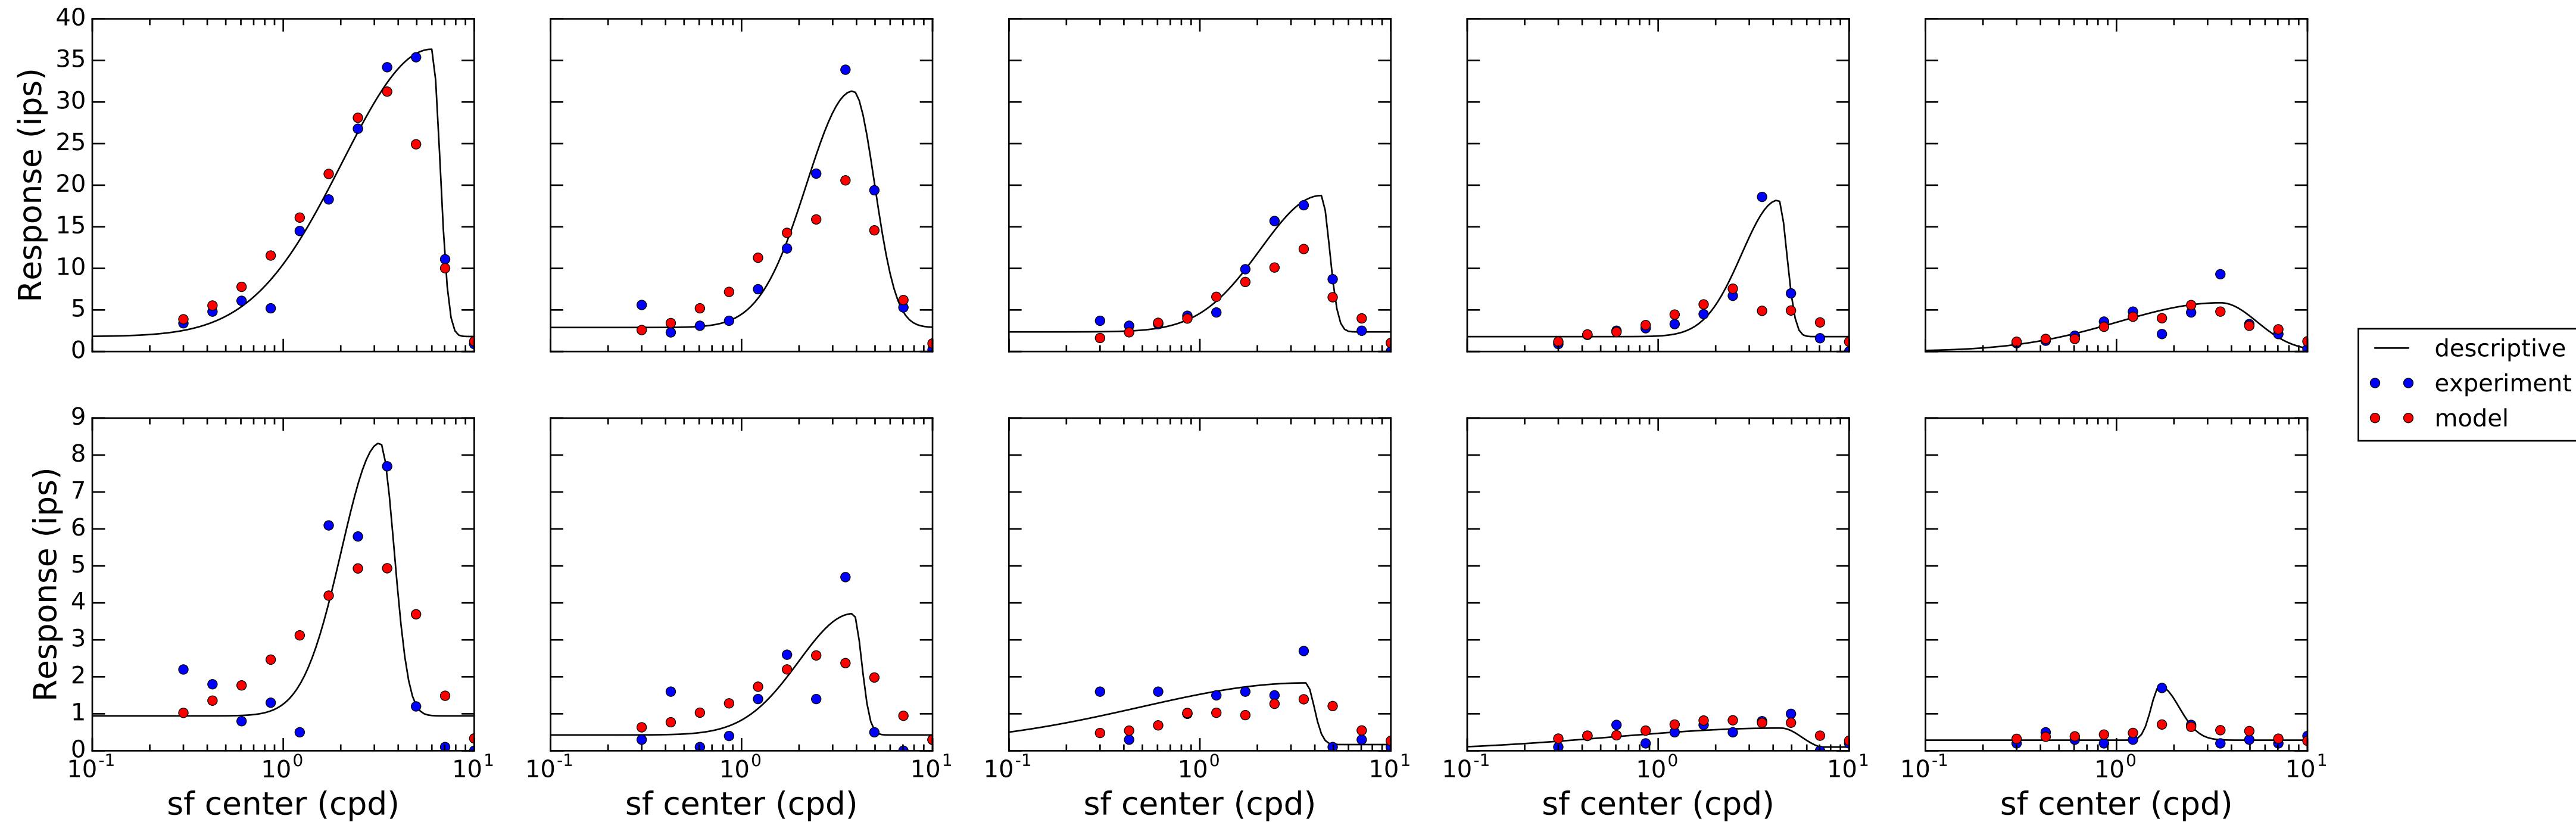 40
35
30
25
20
15
10
5
0
Response (ips)
descriptive
experiment
model
9
8
7
6
5
4
3
2
1
0
Response (ips)
10^-1 10^0 10^1 10^-1 10^0 10^1 10^-1 10^0 10^1 10^-1 10^0 10^1 10^-1 10^0 10^1
sf center (cpd) sf center (cpd) sf center (cpd) sf center (cpd) sf center (cpd)